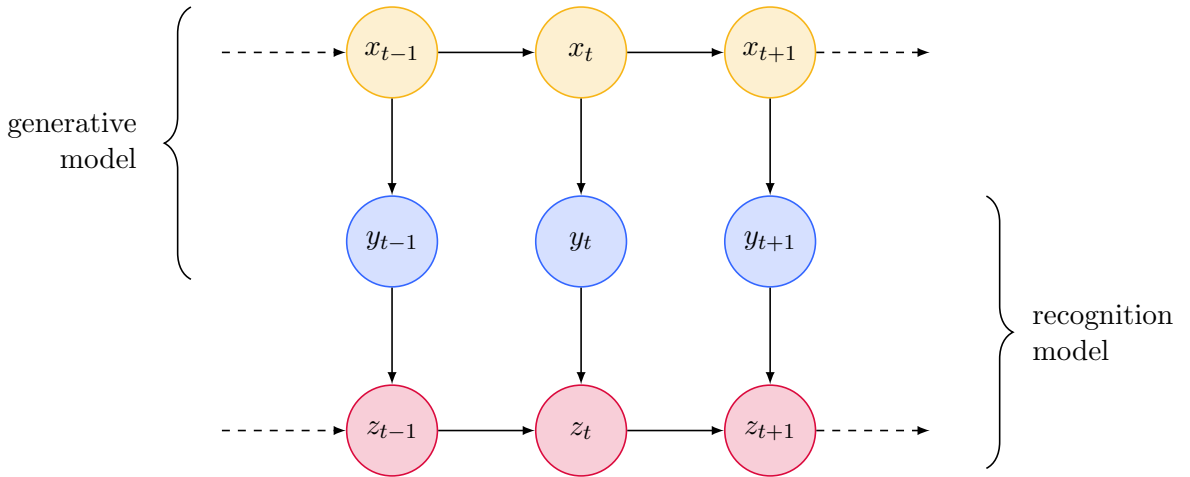 x_{t−1} x_t x_{t+1}
generative
model
y_{t−1} y_t y_{t+1}
recognition
model
z_{t−1} z_t z_{t+1}